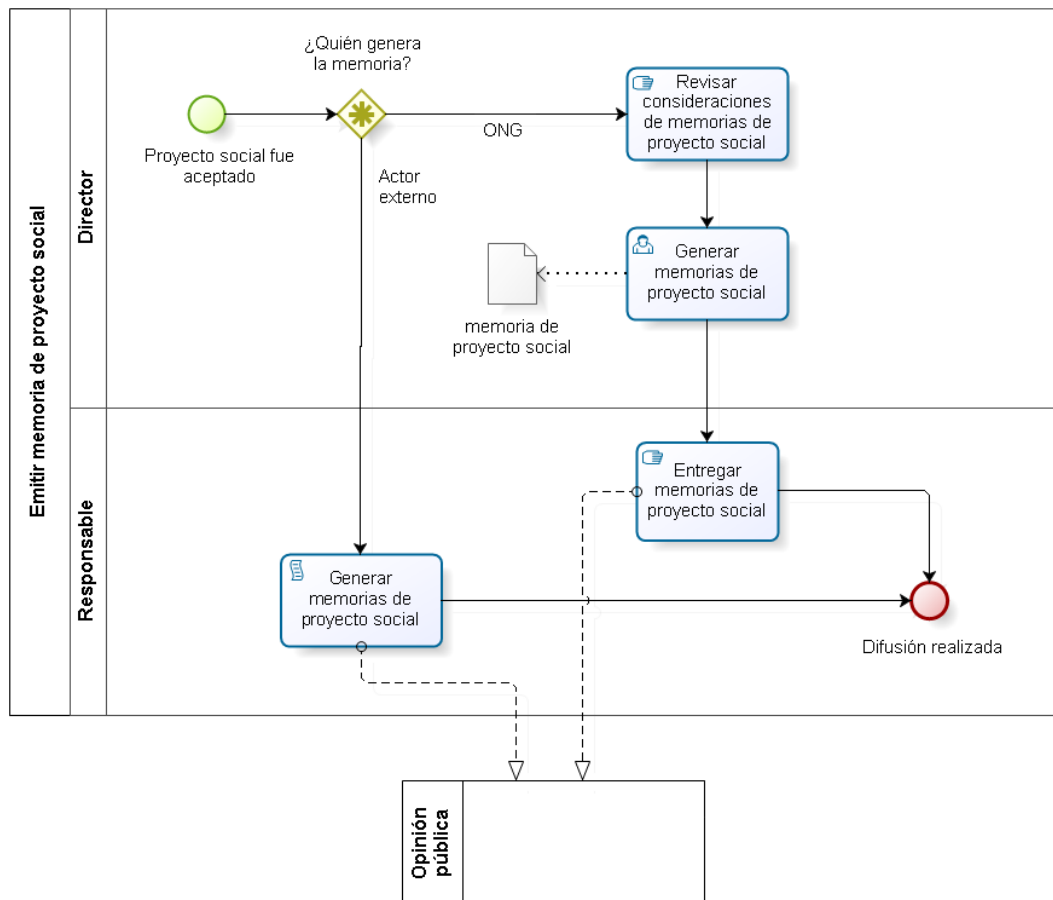 Emitir memoria de proyecto social
Director
¿Quién genera
la memoria?
Proyecto social fue
aceptado
ONG
Actor
externo
Revisar
consideraciones
de memorias de
proyecto social
Generar
memorias de
proyecto social
memoria de
proyecto social
Responsable
Entregar
memorias de
proyecto social
Generar
memorias de
proyecto social
Difusión realizada
Opinión
pública